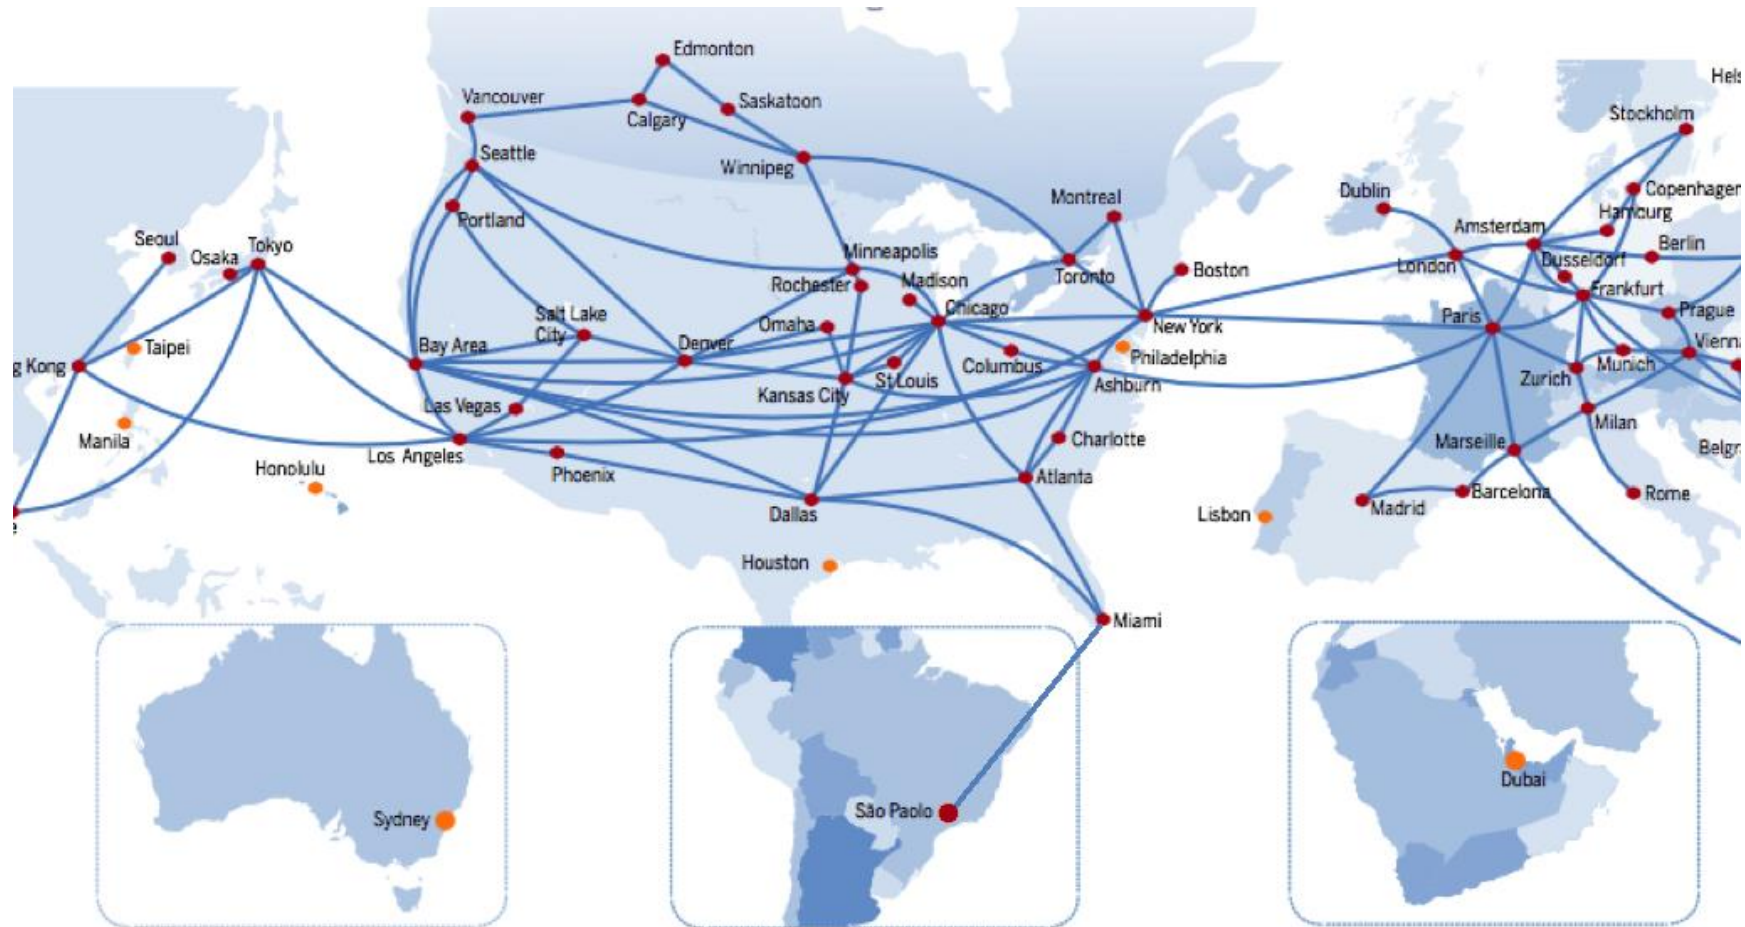 Edmonton
Vancouver
Saskatoon
Calgary
Hels
Stockholm
Seattle
Winnipeg
Montreal
Dublin
Copenhagen
Portland
Hamburg
Seoul
Osaka
Tokyo
Minneapolis
Amsterdam
Berlin
Rochester
Madison
Toronto
Boston
London
Dusseldorf
Frankfurt
Salt Lake
City
Omaha
Chicago
New York
Paris
Prague
Taipei
Bay Area
Denver
Columbus
Philadelphia
Munich
Vienna
g Kong
Kansas City
St Louis
Ashburn
Zurich
Las Vegas
Milan
Manila
Los Angeles
Charlotte
Marseille
Belgr
Honolulu
Phoenix
Atlanta
Barcelona
Rome
Dallas
Madrid
Lisbon
e
Houston
Miami
Sydney
São Paolo
Dubai